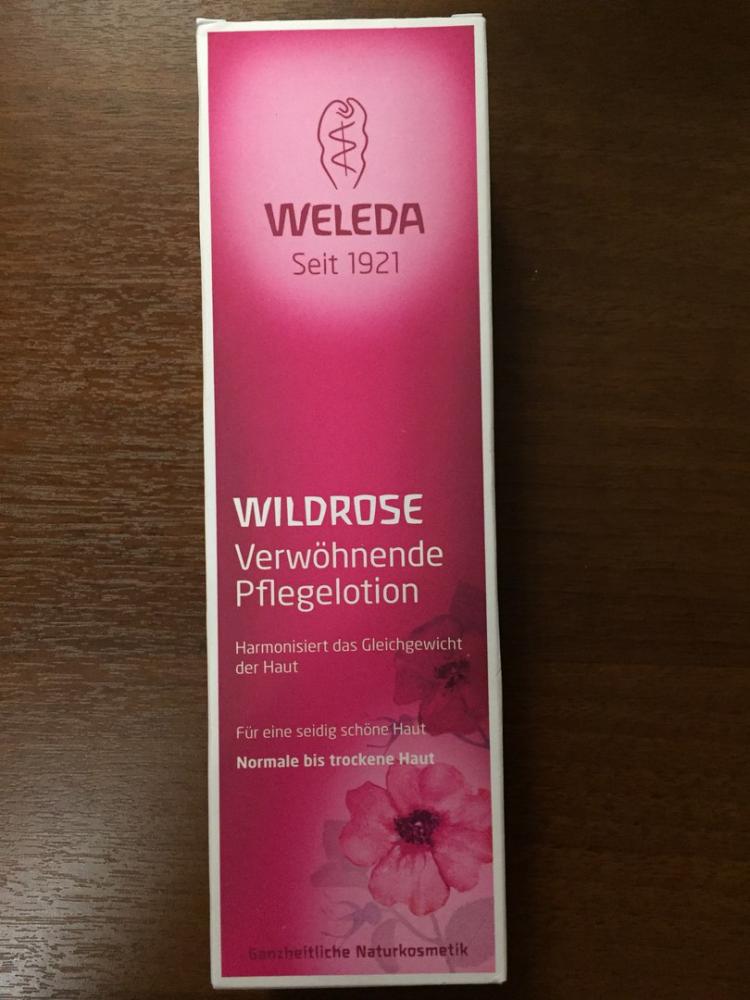 WELEDA
Seit 1921
WILDROSE
Verwöhnende
Pflegelotion
Harmonisiert das Gleichgewicht
der Haut
Für eine seidig schöne Haut
Normale bis trockene Haut
Ganzheitliche Naturkosmetik